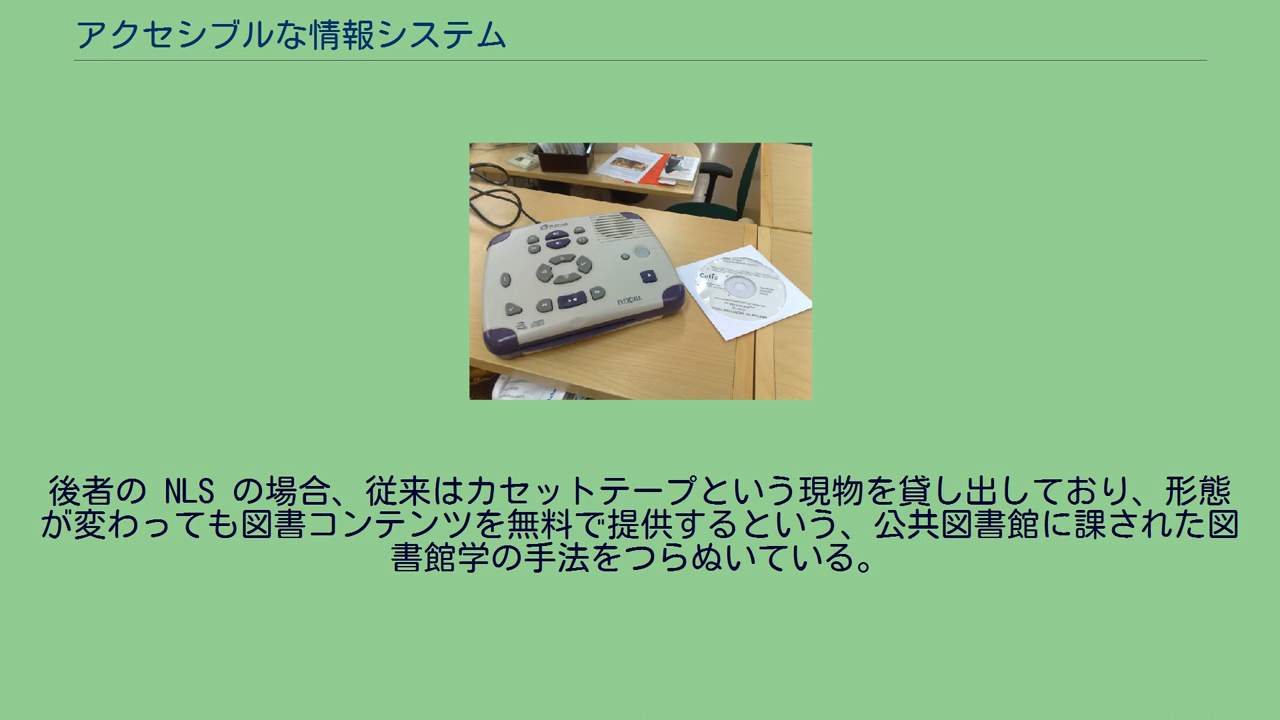 アクセシブルな情報システム
PLEXTALK
後者の NLS の場合、従来はカセットテープという現物を貸し出しており、形態
が変わっても図書コンテンツを無料で提供するという、公共図書館に課された図
書館学の手法をつらぬいている。